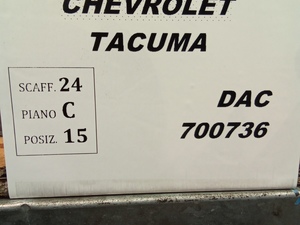 CHEVROLET
TACUMA
SCAFF. 24
PIANO C
POSIZ. 15
DAC
700736